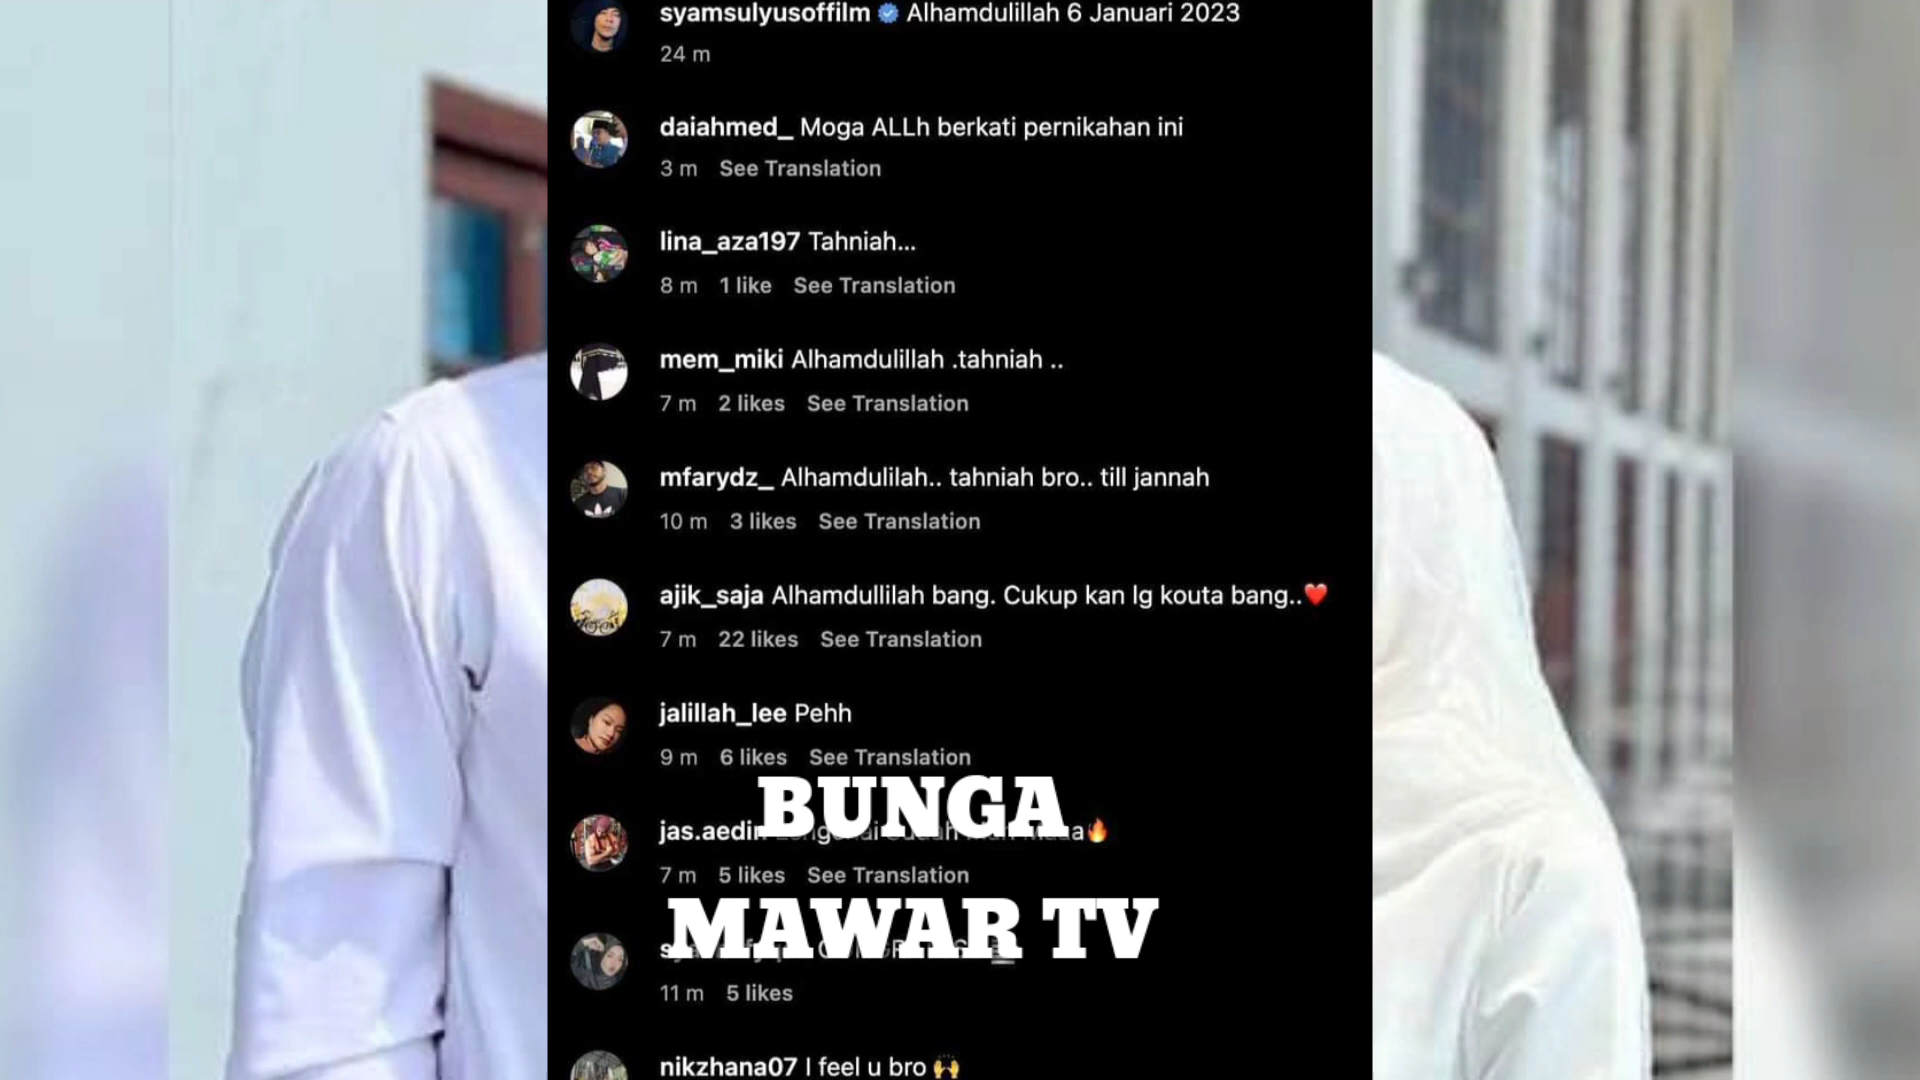 syamsulyusoffilm Alhamdulillah 6 Januari 2023
24 m
daiahmed_ Moga ALLh berkati pernikahan ini
3 m See Translation
lina_aza197 Tahniah...
8 m 1 like See Translation
mem_miki Alhamdulillah .tahniah ..
7 m 2 likes See Translation
mfarydz_ Alhamdulilah.. tahniah bro.. till jannah
10 m 3 likes See Translation
ajik_saja Alhamdullilah bang. Cukup kan lg kouta bang..❤️
7 m 22 likes See Translation
jalillah_lee Pehh
9 m 6 likes See Translation
BUNGA
🔥
7 m 5 likes See Translation
MAWAR TV
11 m 5 likes
nikzhana07 I feel u bro 🙌